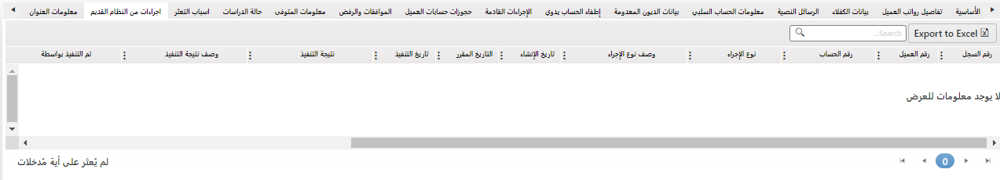 الأساسية تفاصيل رواتب العميل بيانات الكفلاء الرسائل النصية معلومات الحساب السلبي بيانات الديون المعدومة إطفاء الحساب يدوي الإجراءات القادمة حجوزات حسابات العميل الموافقات والرفض معلومات المتوفى حالة الدراسات اسباب التعثر اجراءات من النظام القديم معلومات العنوان
Export to Excel Search...
رقم السجل رقم العميل رقم الحساب نوع الإجراء وصف نوع الإجراء تاريخ الإنشاء التاريخ المقرر تاريخ التنفيذ نتيجة التنفيذ وصف نتيجة التنفيذ تم التنفيذ بواسطة
لا يوجد معلومات للعرض
0 لم يُعثر على أية مُدخلات